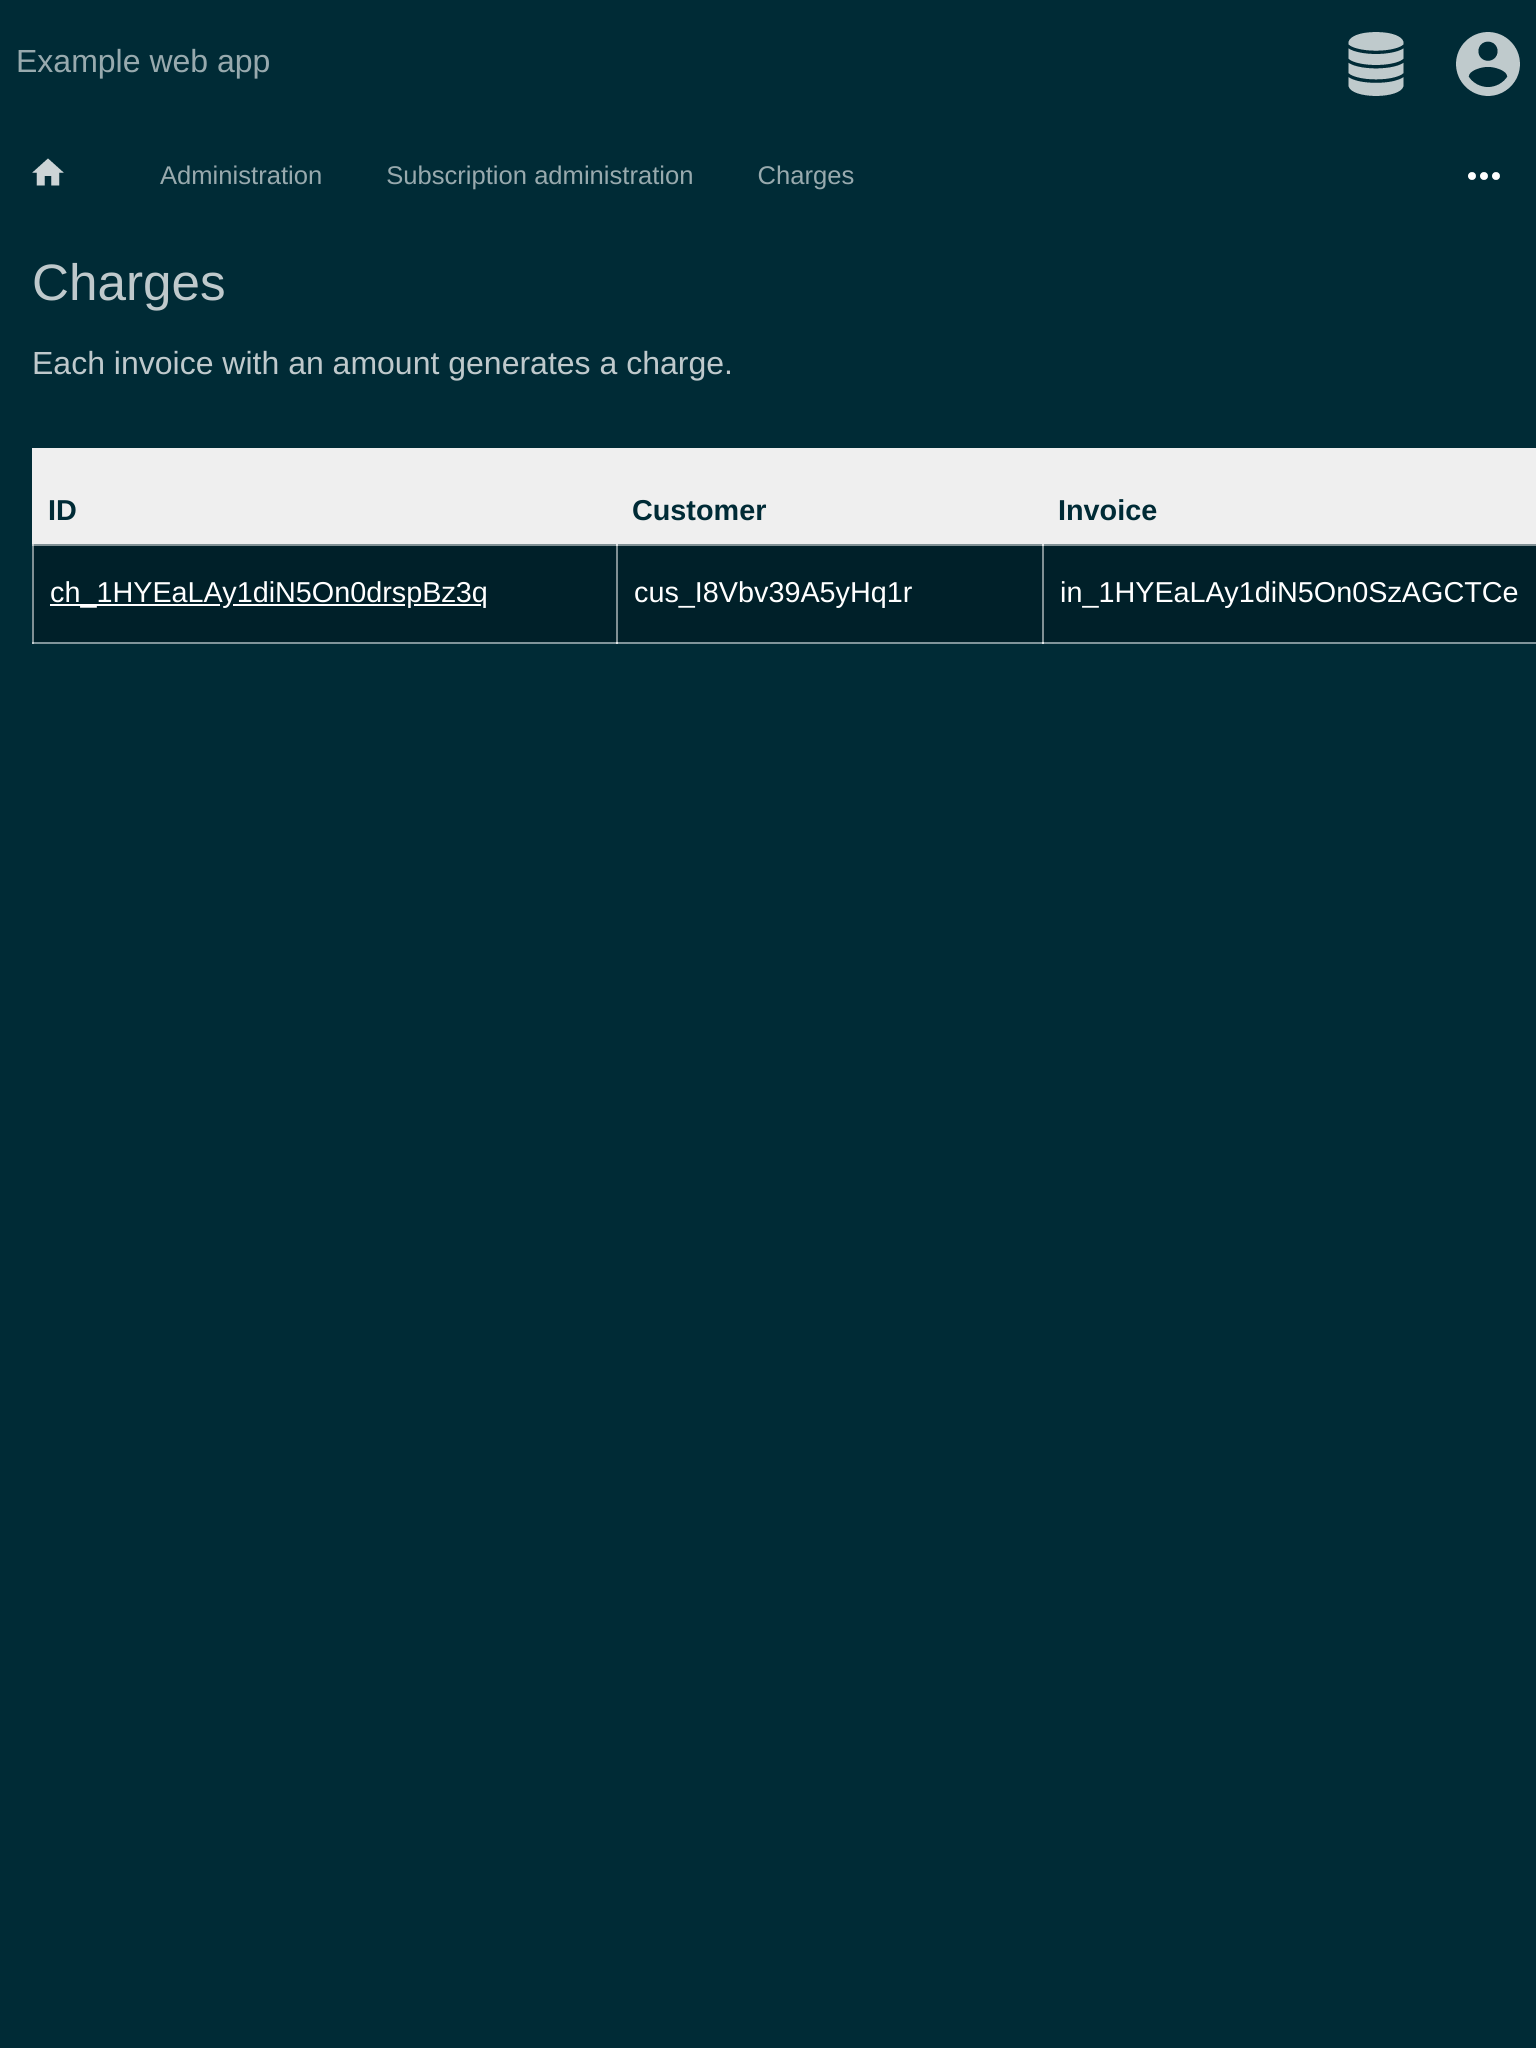 Example web app
Administration Subscription administration Charges
Charges
Each invoice with an amount generates a charge.
ID Customer Invoice
ch_1HYEaLAy1diN5On0drspBz3q cus_I8Vbv39A5yHq1r in_1HYEaLAy1diN5On0SzAGCTCe